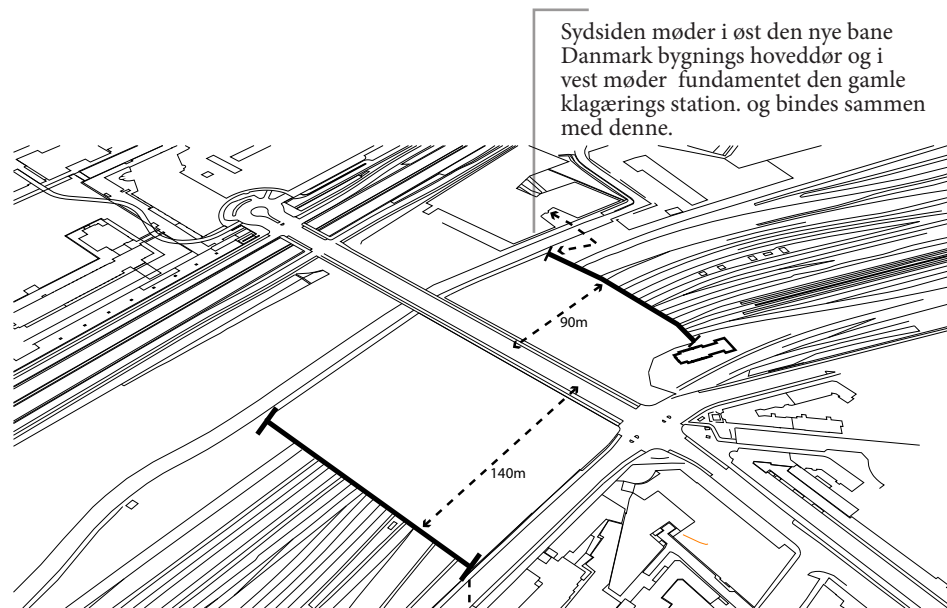 Sydsiden møder i øst den nye bane
Danmark bygnings hoveddør og i
vest møder fundamentet den gamle
klagærings station. og bindes sammen
med denne.
90m
140m